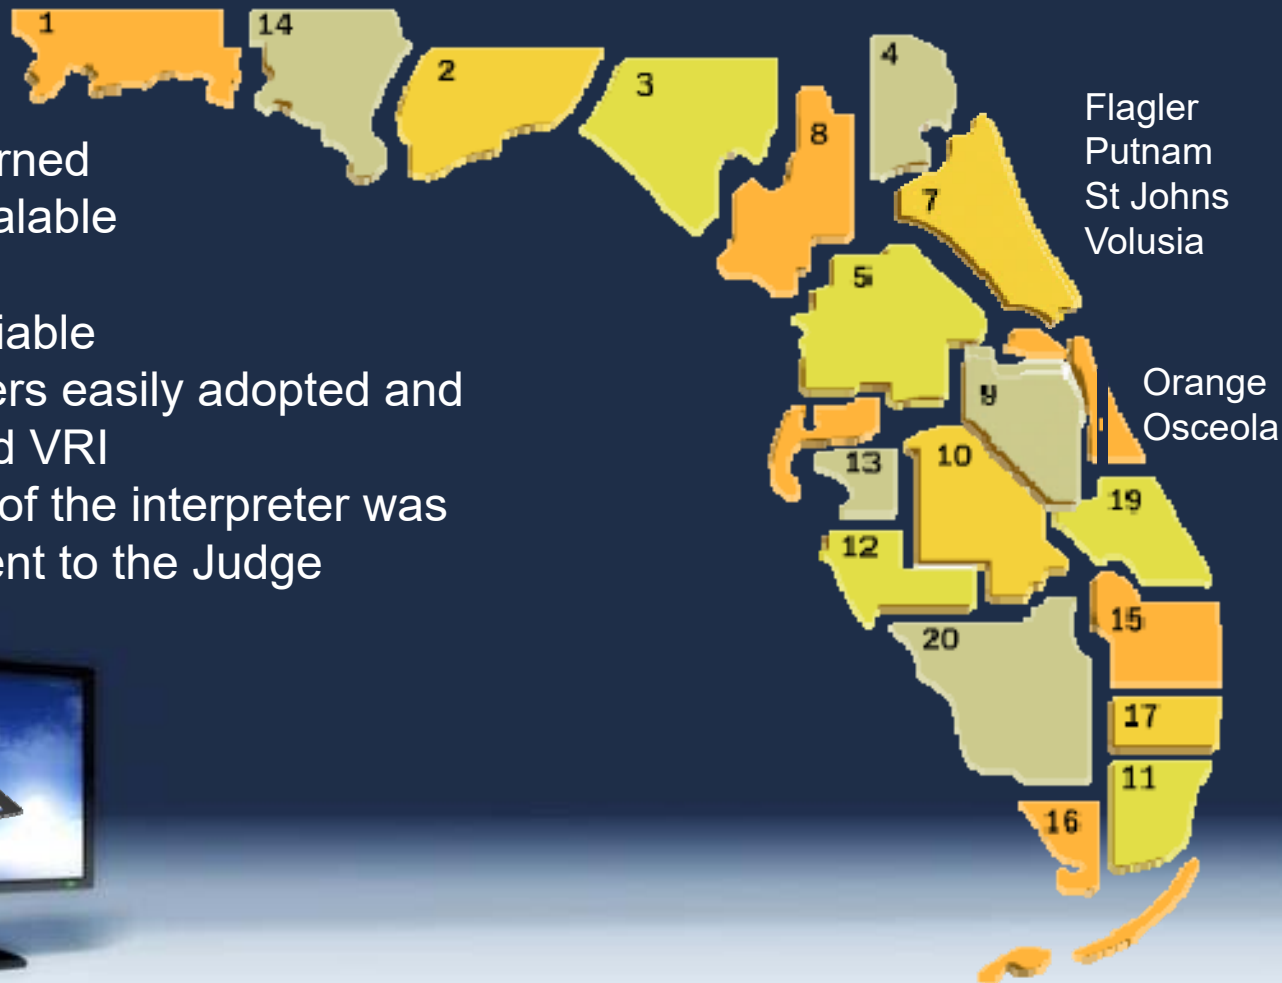 rned
alable
iable
ers easily adopted and
d VRI
of the interpreter was
ent to the Judge
1
14
2
3
4
8
7
5
9
10
13
12
19
15
20
17
11
16
Flagler
Putnam
St Johns
Volusia
Orange
Osceola